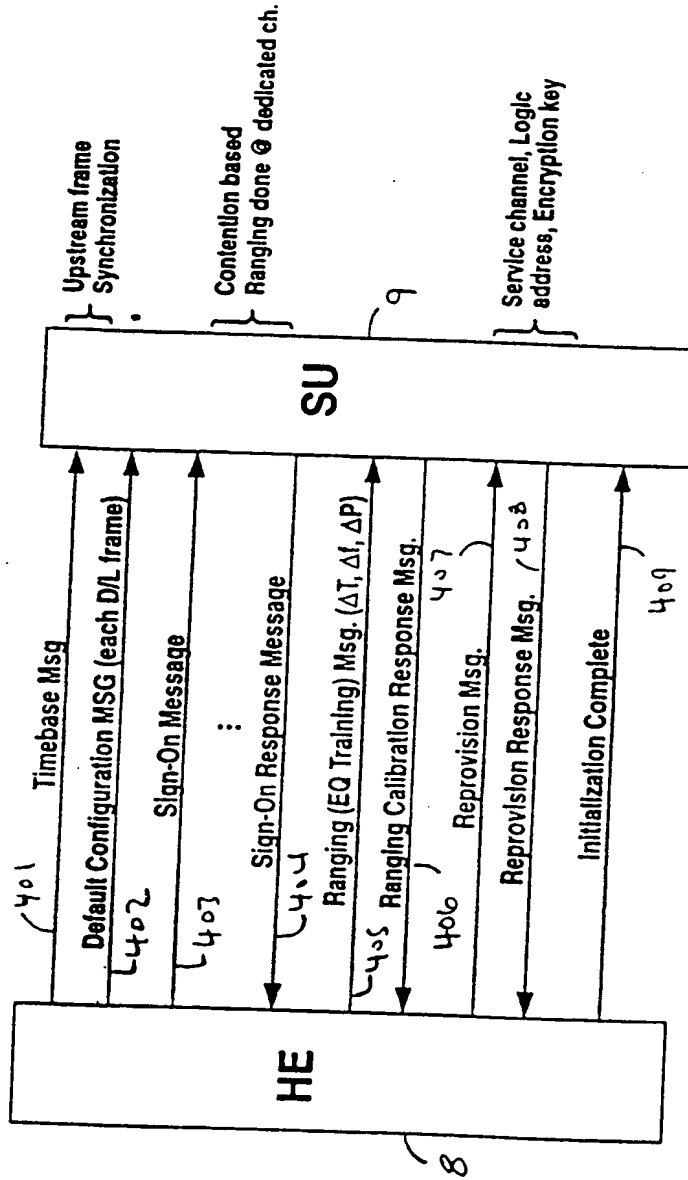 Upstream frame
Synchronization
Contention based
Ranging done @ dedicated ch.
Service channel, Logic
address, Encryption key
SU
9
Timebase Msg
401
Default Configuration MSG (each D/L frame)
402
Sign-On Message
403
⋮
Sign-On Response Message
404
Ranging (EQ Training) Msg. (ΔT, Δf, ΔP)
405
Ranging Calibration Response Msg.
406
407
Reprovision Msg.
Reprovision Response Msg.
408
Initialization Complete
409
HE
8